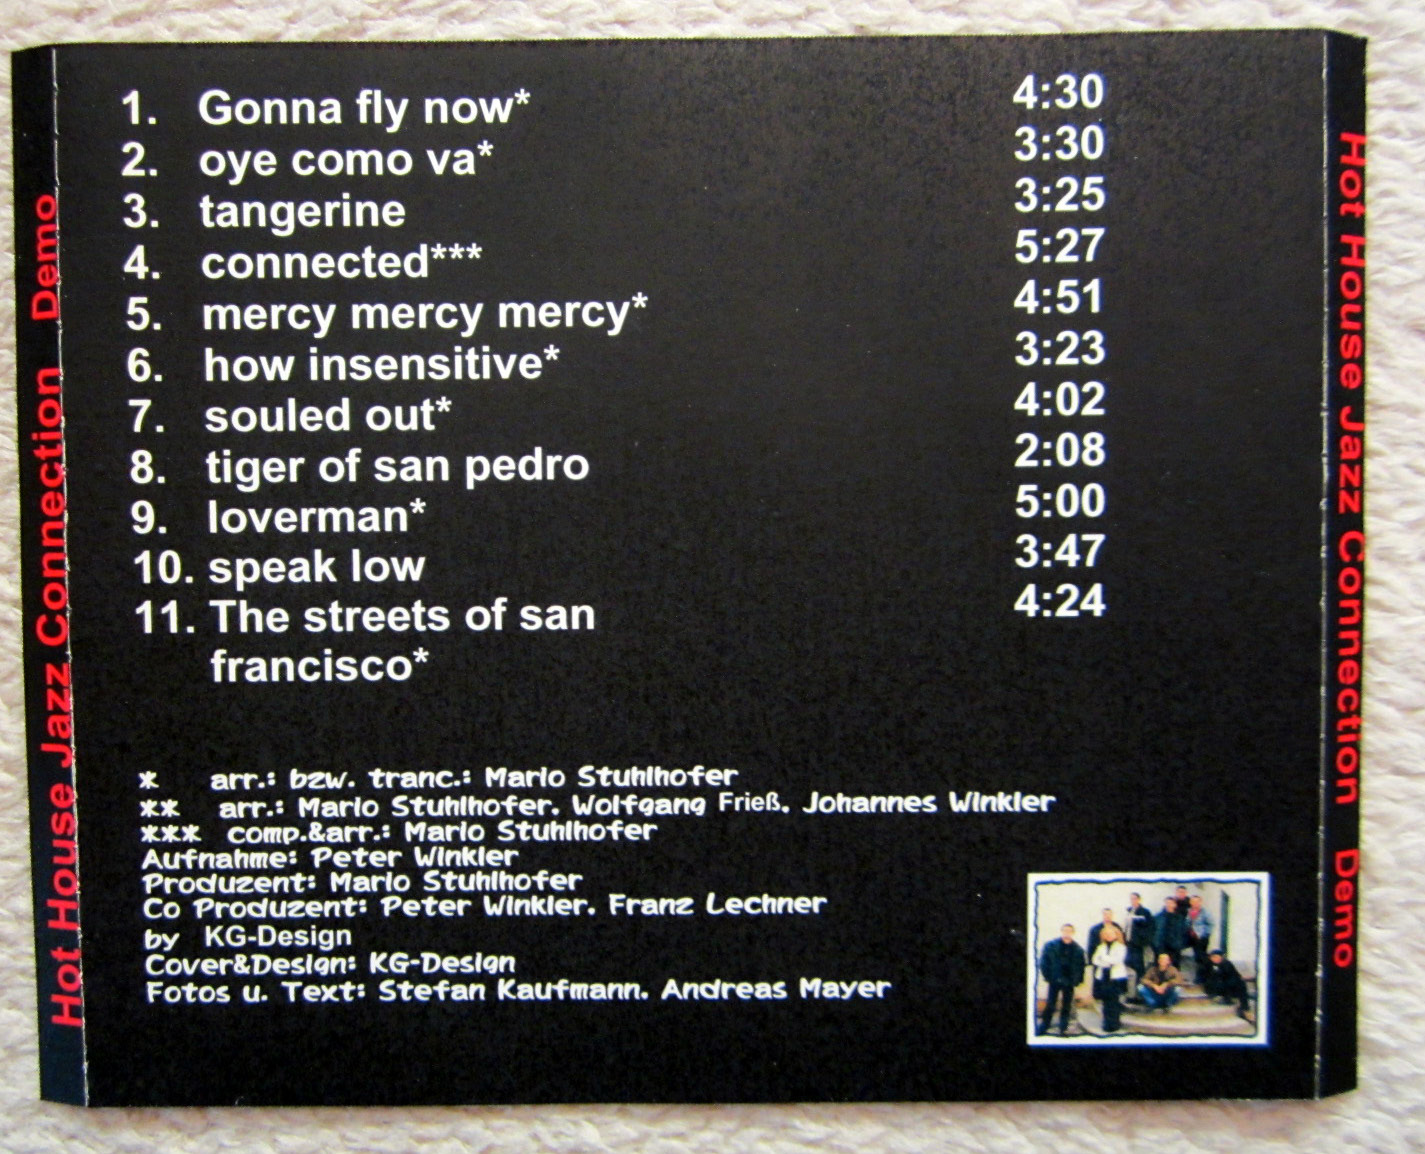 1. Gonna fly now* 4:30
2. oye como va* 3:30
3. tangerine 3:25
4. connected*** 5:27
5. mercy mercy mercy* 4:51
6. how insensitive* 3:23
7. souled out* 4:02
8. tiger of san pedro 2:08
9. loverman* 5:00
10. speak low 3:47
11. The streets of san 4:24
francisco*
* arr.: bzw. tranc.: Mario Stuhlhofer
** arr.: Mario Stuhlhofer. Wolfgang Frieß. Johannes Winkler
*** comp.&arr.: Mario Stuhlhofer
Aufnahme: Peter Winkler
Produzent: Mario Stuhlhofer
Co Produzent: Peter Winkler. Franz Lechner
by KG-Design
Cover&Design: KG-Design
Fotos u. Text: Stefan Kaufmann. Andreas Mayer
Hot House Jazz Connection Demo
Hot House Jazz Connection Demo